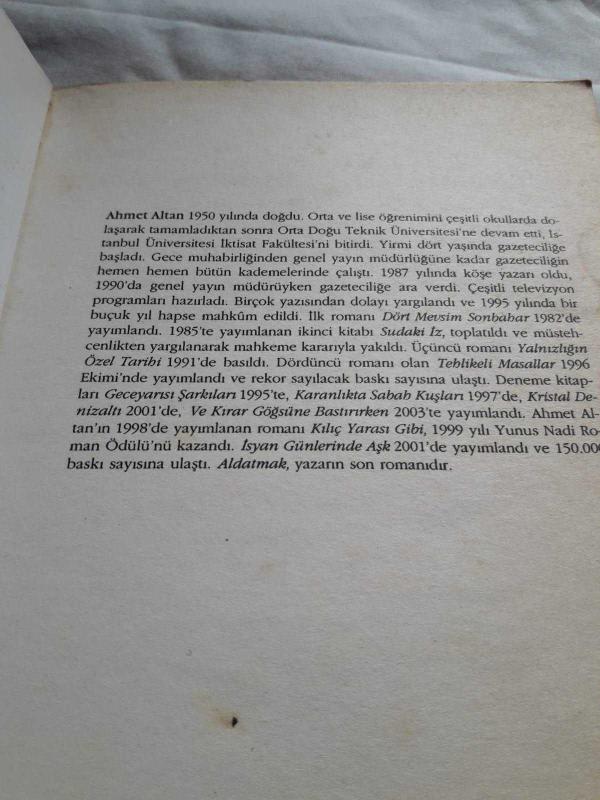 Ahmet Altan 1950 yılında doğdu. Orta ve lise öğrenimini çeşitli okullarda do-
laşarak tamamladıktan sonra Orta Doğu Teknik Üniversitesi'ne devam etti, İs-
tanbul Üniversitesi İktisat Fakültesi'ni bitirdi. Yirmi dört yaşında gazeteciliğe
başladı. Gece muhabirliğinden genel yayın müdürlüğüne kadar gazeteciliğin
hemen hemen bütün kademelerinde çalıştı. 1987 yılında köşe yazarı oldu,
1990'da genel yayın müdürüyken gazeteciliğe ara verdi. Çeşitli televizyon
programları hazırladı. Birçok yazısından dolayı yargılandı ve 1995 yılında bir
buçuk yıl hapse mahkûm edildi. İlk romanı Dört Mevsim Sonbahar 1982'de
yayımlandı. 1985'te yayımlanan ikinci kitabı Sudaki İz, toplatıldı ve müsteh-
cenlikten yargılanarak mahkeme kararıyla yakıldı. Üçüncü romanı Yalnızlığın
Özel Tarihi 1991'de basıldı. Dördüncü romanı olan Tehlikeli Masallar 1996
Ekimi'nde yayımlandı ve rekor sayılacak baskı sayısına ulaştı. Deneme kitap-
ları Geceyarısı Şarkıları 1995'te, Karanlıkta Sabah Kuşları 1997'de, Kristal De-
nizaltı 2001'de, Ve Kırar Göğsüne Bastırırken 2003'te yayımlandı. Ahmet Al-
tan'ın 1998'de yayımlanan romanı Kılıç Yarası Gibi, 1999 yılı Yunus Nadi Ro-
man Ödülü'nü kazandı. İsyan Günlerinde Aşk 2001'de yayımlandı ve 150.000
baskı sayısına ulaştı. Aldatmak, yazarın son romanıdır.